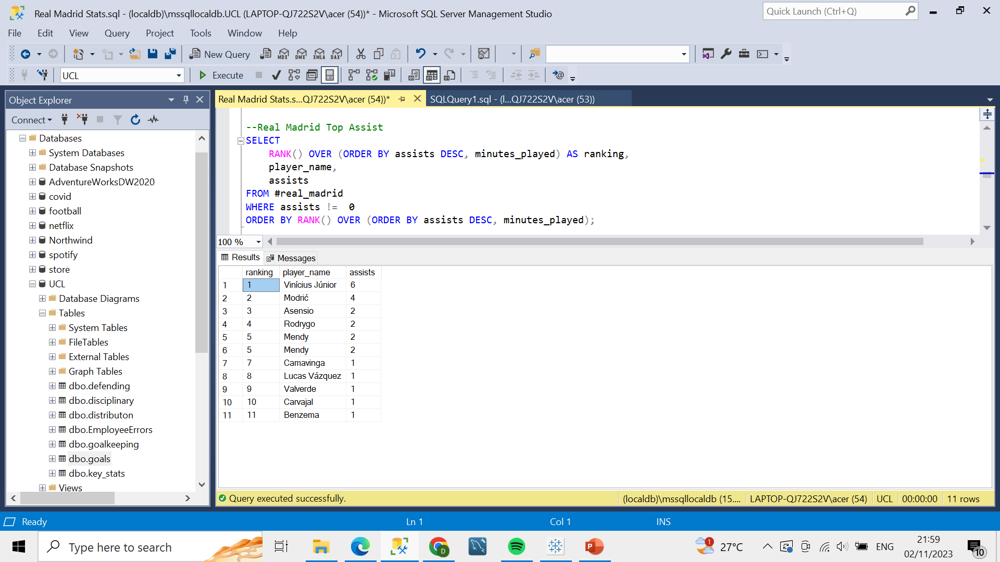 Real Madrid Stats.sql - (localdb)\mssqllocaldb.UCL (LAPTOP-QJ722S2V\acer (54))* - Microsoft SQL Server Management Studio
Quick Launch (Ctrl+Q)
File Edit View Query Project Tools Window Help
New Query MDX DMX XMLA DAX
UCL Execute
Object Explorer
Connect
Databases
System Databases
Database Snapshots
AdventureWorksDW2020
covid
football
netflix
Northwind
spotify
store
UCL
Database Diagrams
Tables
System Tables
FileTables
External Tables
Graph Tables
dbo.defending
dbo.disciplinary
dbo.distributon
dbo.EmployeeErrors
dbo.goalkeeping
dbo.goals
dbo.key_stats
Views
Real Madrid Stats.s...QJ722S2V\acer (54))* SQLQuery1.sql - (l...QJ722S2V\acer (53))
--Real Madrid Top Assist
SELECT
RANK() OVER (ORDER BY assists DESC, minutes_played) AS ranking,
player_name,
assists
FROM #real_madrid
WHERE assists != 0
ORDER BY RANK() OVER (ORDER BY assists DESC, minutes_played);
100 %
Results Messages
ranking player_name assists
1 1 Vinícius Júnior 6
2 2 Modrić 4
3 3 Asensio 2
4 4 Rodrygo 2
5 5 Mendy 2
6 5 Mendy 2
7 7 Camavinga 1
8 8 Lucas Vázquez 1
9 9 Valverde 1
10 10 Carvajal 1
11 11 Benzema 1
Query executed successfully. (localdb)\mssqllocaldb (15.... LAPTOP-QJ722S2V\acer (54) UCL 00:00:00 11 rows
Ready Ln 1 Col 1 INS
Type here to search
D
P
1
27°C
ENG
21:59
02/11/2023
10